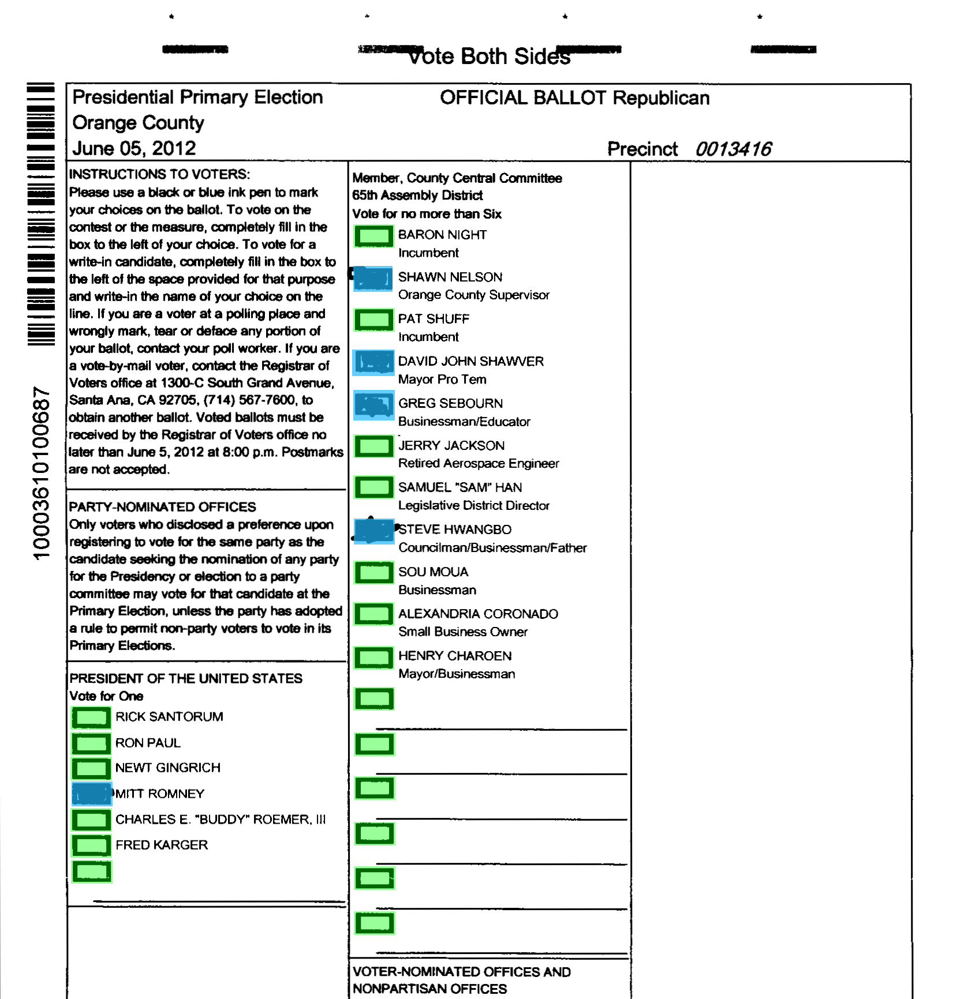 Vote Both Sides
Presidential Primary Election
OFFICIAL BALLOT Republican
Orange County
June 05, 2012
Precinct 0013416
1000361010100687
INSTRUCTIONS TO VOTERS:
Please use a black or blue ink pen to mark
your choices on the ballot. To vote on the
contest or the measure, completely fill in the
box to the left of your choice. To vote for a
write-in candidate, completely fill in the box to
the left of the space provided for that purpose
and write-in the name of your choice on the
line. If you are a voter at a polling place and
wrongly mark, tear or deface any portion of
your ballot, contact your poll worker. If you are
a vote-by-mail voter, contact the Registrar of
Voters office at 1300-C South Grand Avenue,
Santa Ana, CA 92705, (714) 567-7600, to
obtain another ballot. Voted ballots must be
received by the Registrar of Voters office no
later than June 5, 2012 at 8:00 p.m. Postmarks
are not accepted.
PARTY-NOMINATED OFFICES
Only voters who disclosed a preference upon
registering to vote for the same party as the
candidate seeking the nomination of any party
for the Presidency or election to a party
committee may vote for that candidate at the
Primary Election, unless the party has adopted
a rule to permit non-party voters to vote in its
Primary Elections.
PRESIDENT OF THE UNITED STATES
Vote for One
RICK SANTORUM
RON PAUL
NEWT GINGRICH
MITT ROMNEY
CHARLES E. "BUDDY" ROEMER, III
FRED KARGER
Member, County Central Committee
65th Assembly District
Vote for no more than Six
BARON NIGHT
Incumbent
SHAWN NELSON
Orange County Supervisor
PAT SHUFF
Incumbent
DAVID JOHN SHAWVER
Mayor Pro Tem
GREG SEBOURN
Businessman/Educator
JERRY JACKSON
Retired Aerospace Engineer
SAMUEL "SAM" HAN
Legislative District Director
STEVE HWANGBO
Councilman/Businessman/Father
SOU MOUA
Businessman
ALEXANDRIA CORONADO
Small Business Owner
HENRY CHAROEN
Mayor/Businessman
VOTER-NOMINATED OFFICES AND
NONPARTISAN OFFICES